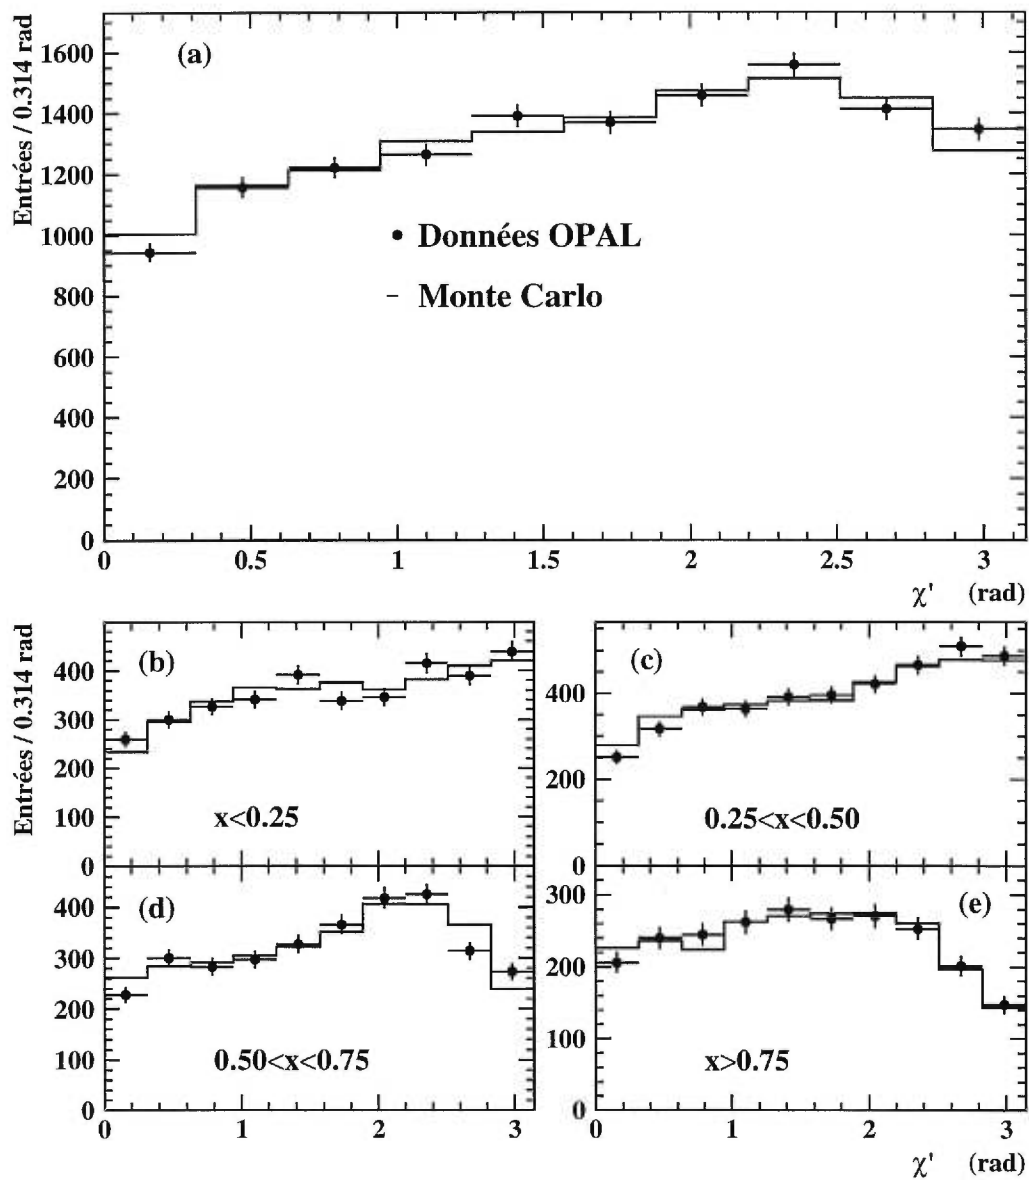 (a)
Entrées / 0.314 rad
1600
1400
1200
1000
800
600
400
200
0
• Données OPAL
– Monte Carlo
0 0.5 1 1.5 2 2.5 3
χ' (rad)
Entrées / 0.314 rad
(b)
400
300
200
100
0
x<0.25
(c)
400
200
0
0.25<x<0.50
(d)
400
300
200
100
0
0.50<x<0.75
0 1 2 3
(e)
300
200
100
0
x>0.75
0 1 2 3
χ' (rad)